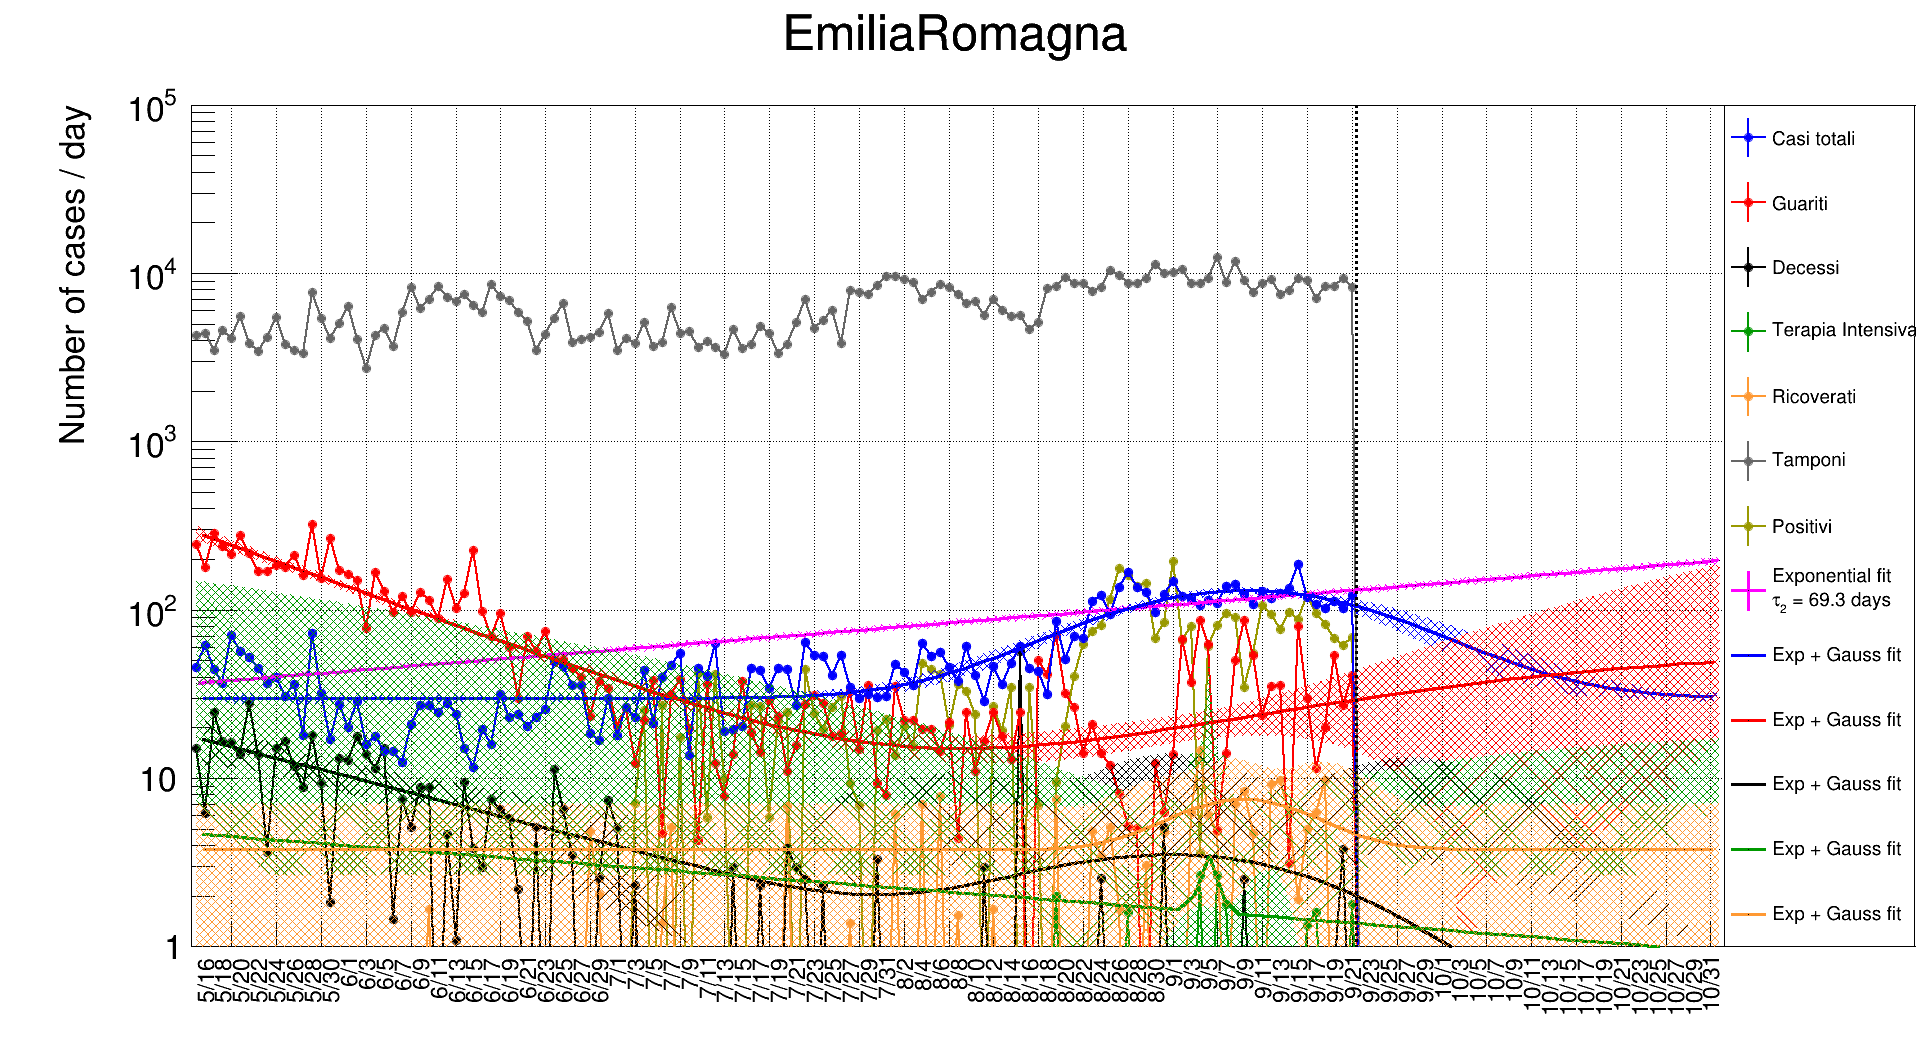 EmiliaRomagna
Number of cases / day
10^5
10^4
10^3
10^2
10
1
5/16 5/18 5/20 5/22 5/24 5/26 5/28 5/30 6/1 6/3 6/5 6/7 6/9 6/11 6/13 6/15 6/17 6/19 6/21 6/23 6/25 6/27 6/29 7/1 7/3 7/5 7/7 7/9 7/11 7/13 7/15 7/17 7/19 7/21 7/23 7/25 7/27 7/29 7/31 8/2 8/4 8/6 8/8 8/10 8/12 8/14 8/16 8/18 8/20 8/22 8/24 8/26 8/28 8/30 9/1 9/3 9/5 9/7 9/9 9/11 9/13 9/15 9/17 9/19 9/21 9/23 9/25 9/27 9/29 10/1 10/3 10/5 10/7 10/9 10/11 10/13 10/15 10/17 10/19 10/21 10/23 10/25 10/27 10/29 10/31
Casi totali
Guariti
Decessi
Terapia Intensiva
Ricoverati
Tamponi
Positivi
Exponential fit
τ₂ = 69.3 days
Exp + Gauss fit
Exp + Gauss fit
Exp + Gauss fit
Exp + Gauss fit
Exp + Gauss fit